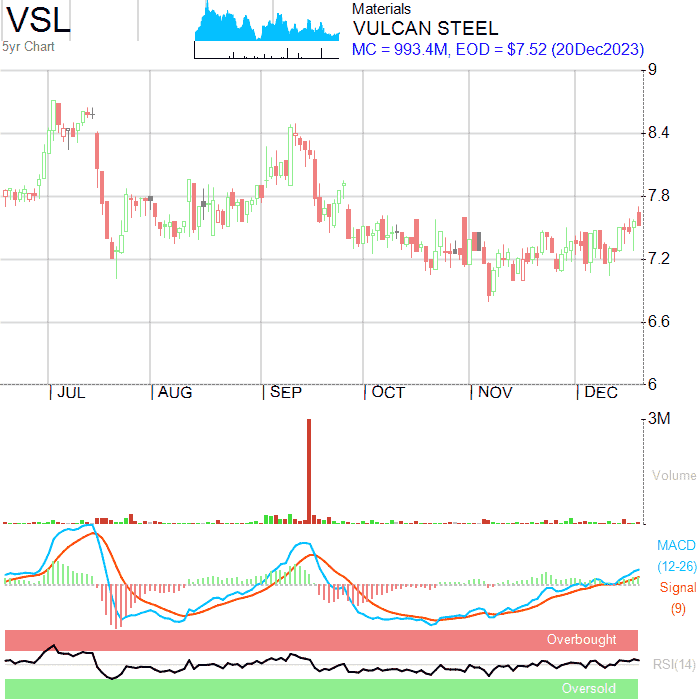 VSL
5yr Chart
Materials
VULCAN STEEL
MC = 993.4M, EOD = $7.52 (20Dec2023)
9
8.4
7.8
7.2
6.6
6
JUL AUG SEP OCT NOV DEC
3M
Volume
MACD
(12-26)
Signal
(9)
Overbought
RSI(14)
Oversold